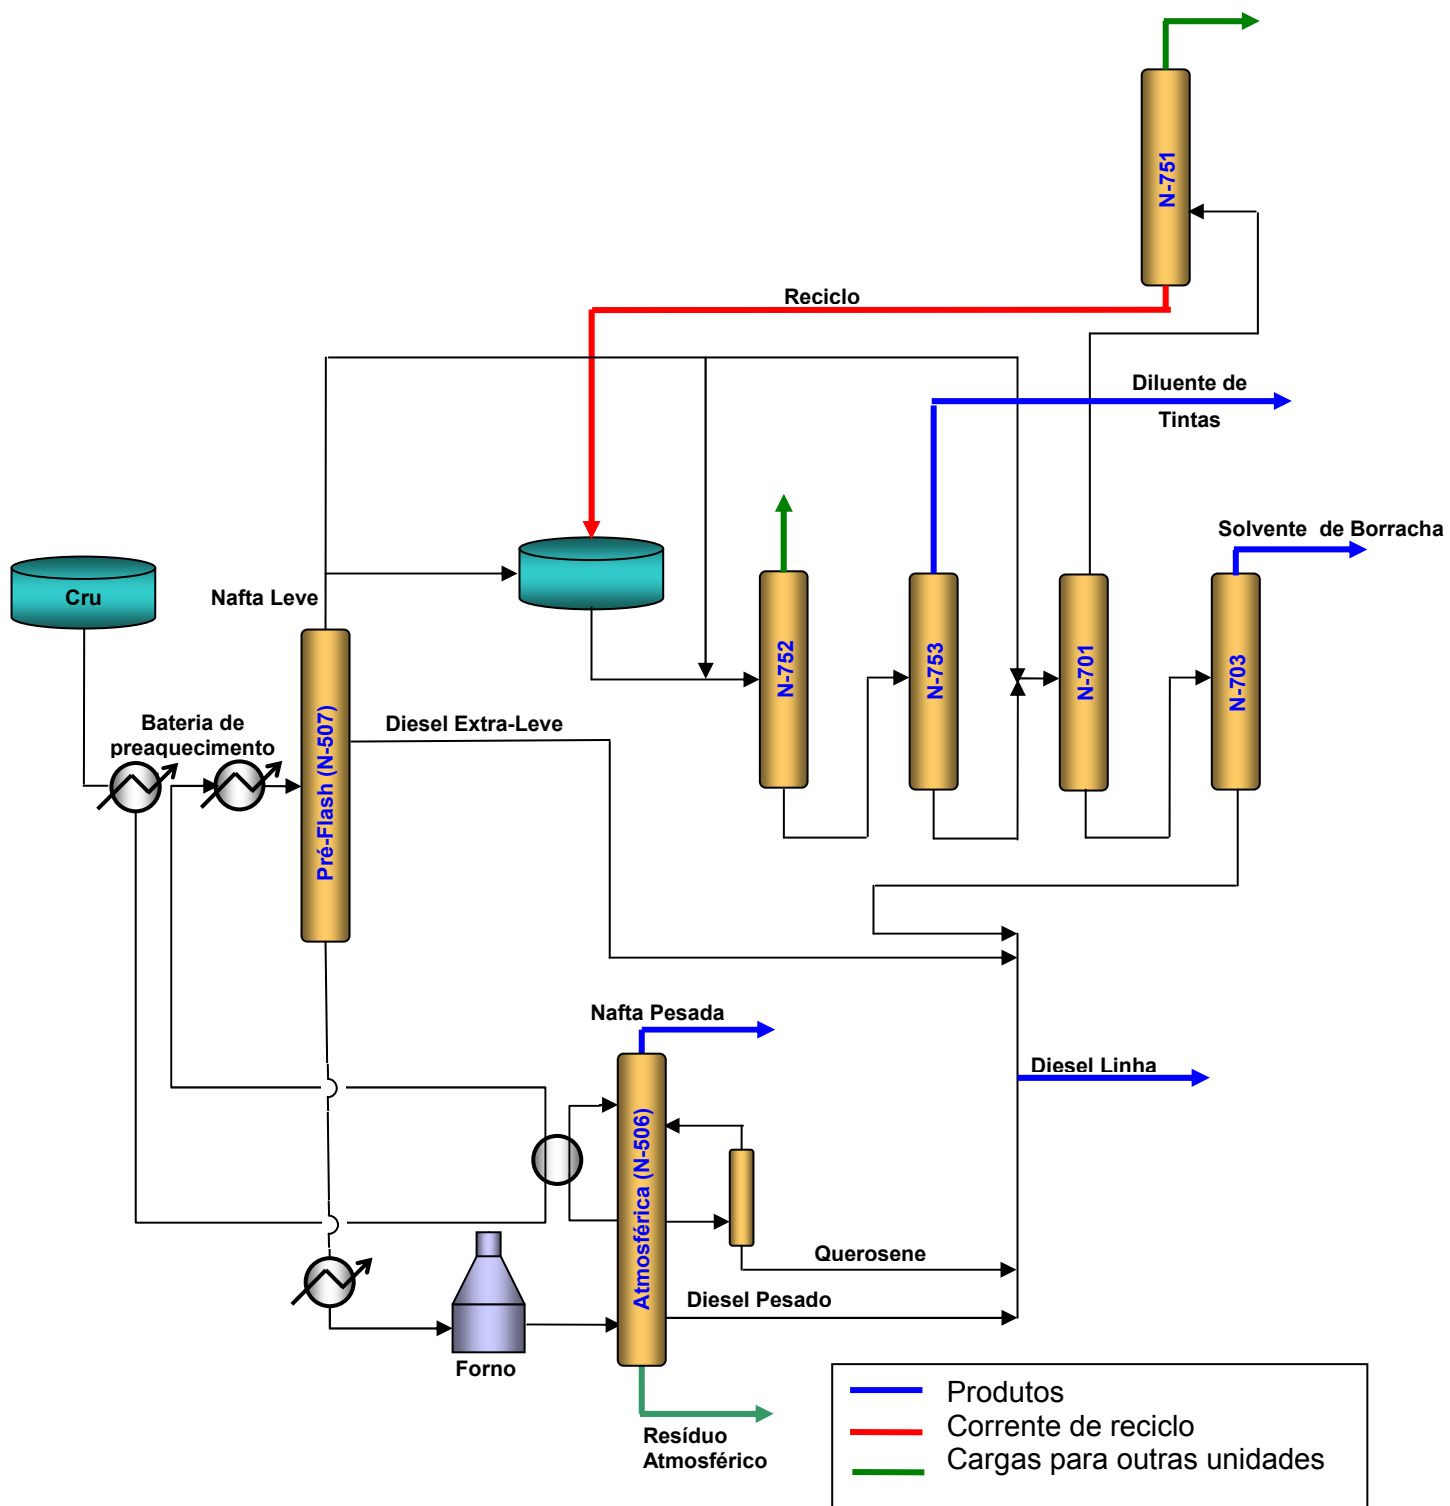 N-751
Reciclo
Diluente de
Tintas
Solvente de Borracha
Cru
Nafta Leve
N-752
N-753
N-701
N-703
Bateria de
preaquecimento
Diesel Extra-Leve
Pré-Flash (N-507)
Nafta Pesada
Diesel Linha
Atmosférica (N-506)
Querosene
Diesel Pesado
Forno
Resíduo
Atmosférico
Produtos
Corrente de reciclo
Cargas para outras unidades